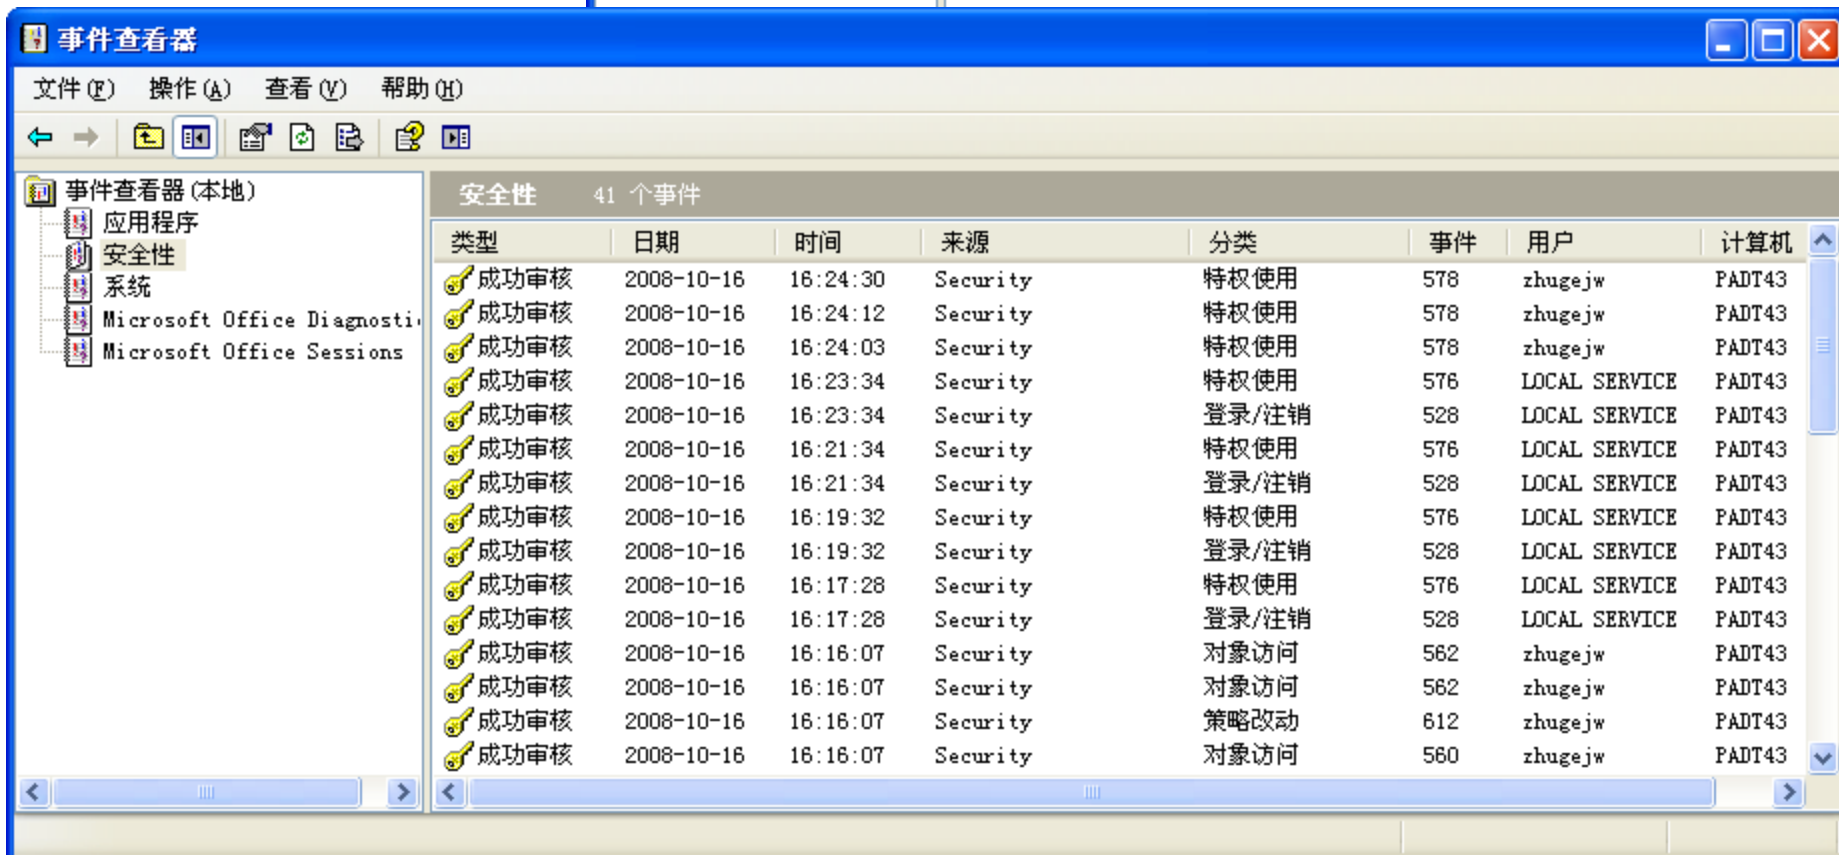 事件查看器
文件(F) 操作(A) 查看(V) 帮助(H)
事件查看器(本地)
应用程序
安全性
系统
Microsoft Office Diagnosti
Microsoft Office Sessions
安全性 41 个事件
类型 日期 时间 来源 分类 事件 用户 计算机
成功审核 2008-10-16 16:24:30 Security 特权使用 578 zhugejw PADT43
成功审核 2008-10-16 16:24:12 Security 特权使用 578 zhugejw PADT43
成功审核 2008-10-16 16:24:03 Security 特权使用 578 zhugejw PADT43
成功审核 2008-10-16 16:23:34 Security 特权使用 576 LOCAL SERVICE PADT43
成功审核 2008-10-16 16:23:34 Security 登录/注销 528 LOCAL SERVICE PADT43
成功审核 2008-10-16 16:21:34 Security 特权使用 576 LOCAL SERVICE PADT43
成功审核 2008-10-16 16:21:34 Security 登录/注销 528 LOCAL SERVICE PADT43
成功审核 2008-10-16 16:19:32 Security 特权使用 576 LOCAL SERVICE PADT43
成功审核 2008-10-16 16:19:32 Security 登录/注销 528 LOCAL SERVICE PADT43
成功审核 2008-10-16 16:17:28 Security 特权使用 576 LOCAL SERVICE PADT43
成功审核 2008-10-16 16:17:28 Security 登录/注销 528 LOCAL SERVICE PADT43
成功审核 2008-10-16 16:16:07 Security 对象访问 562 zhugejw PADT43
成功审核 2008-10-16 16:16:07 Security 对象访问 562 zhugejw PADT43
成功审核 2008-10-16 16:16:07 Security 策略改动 612 zhugejw PADT43
成功审核 2008-10-16 16:16:07 Security 对象访问 560 zhugejw PADT43